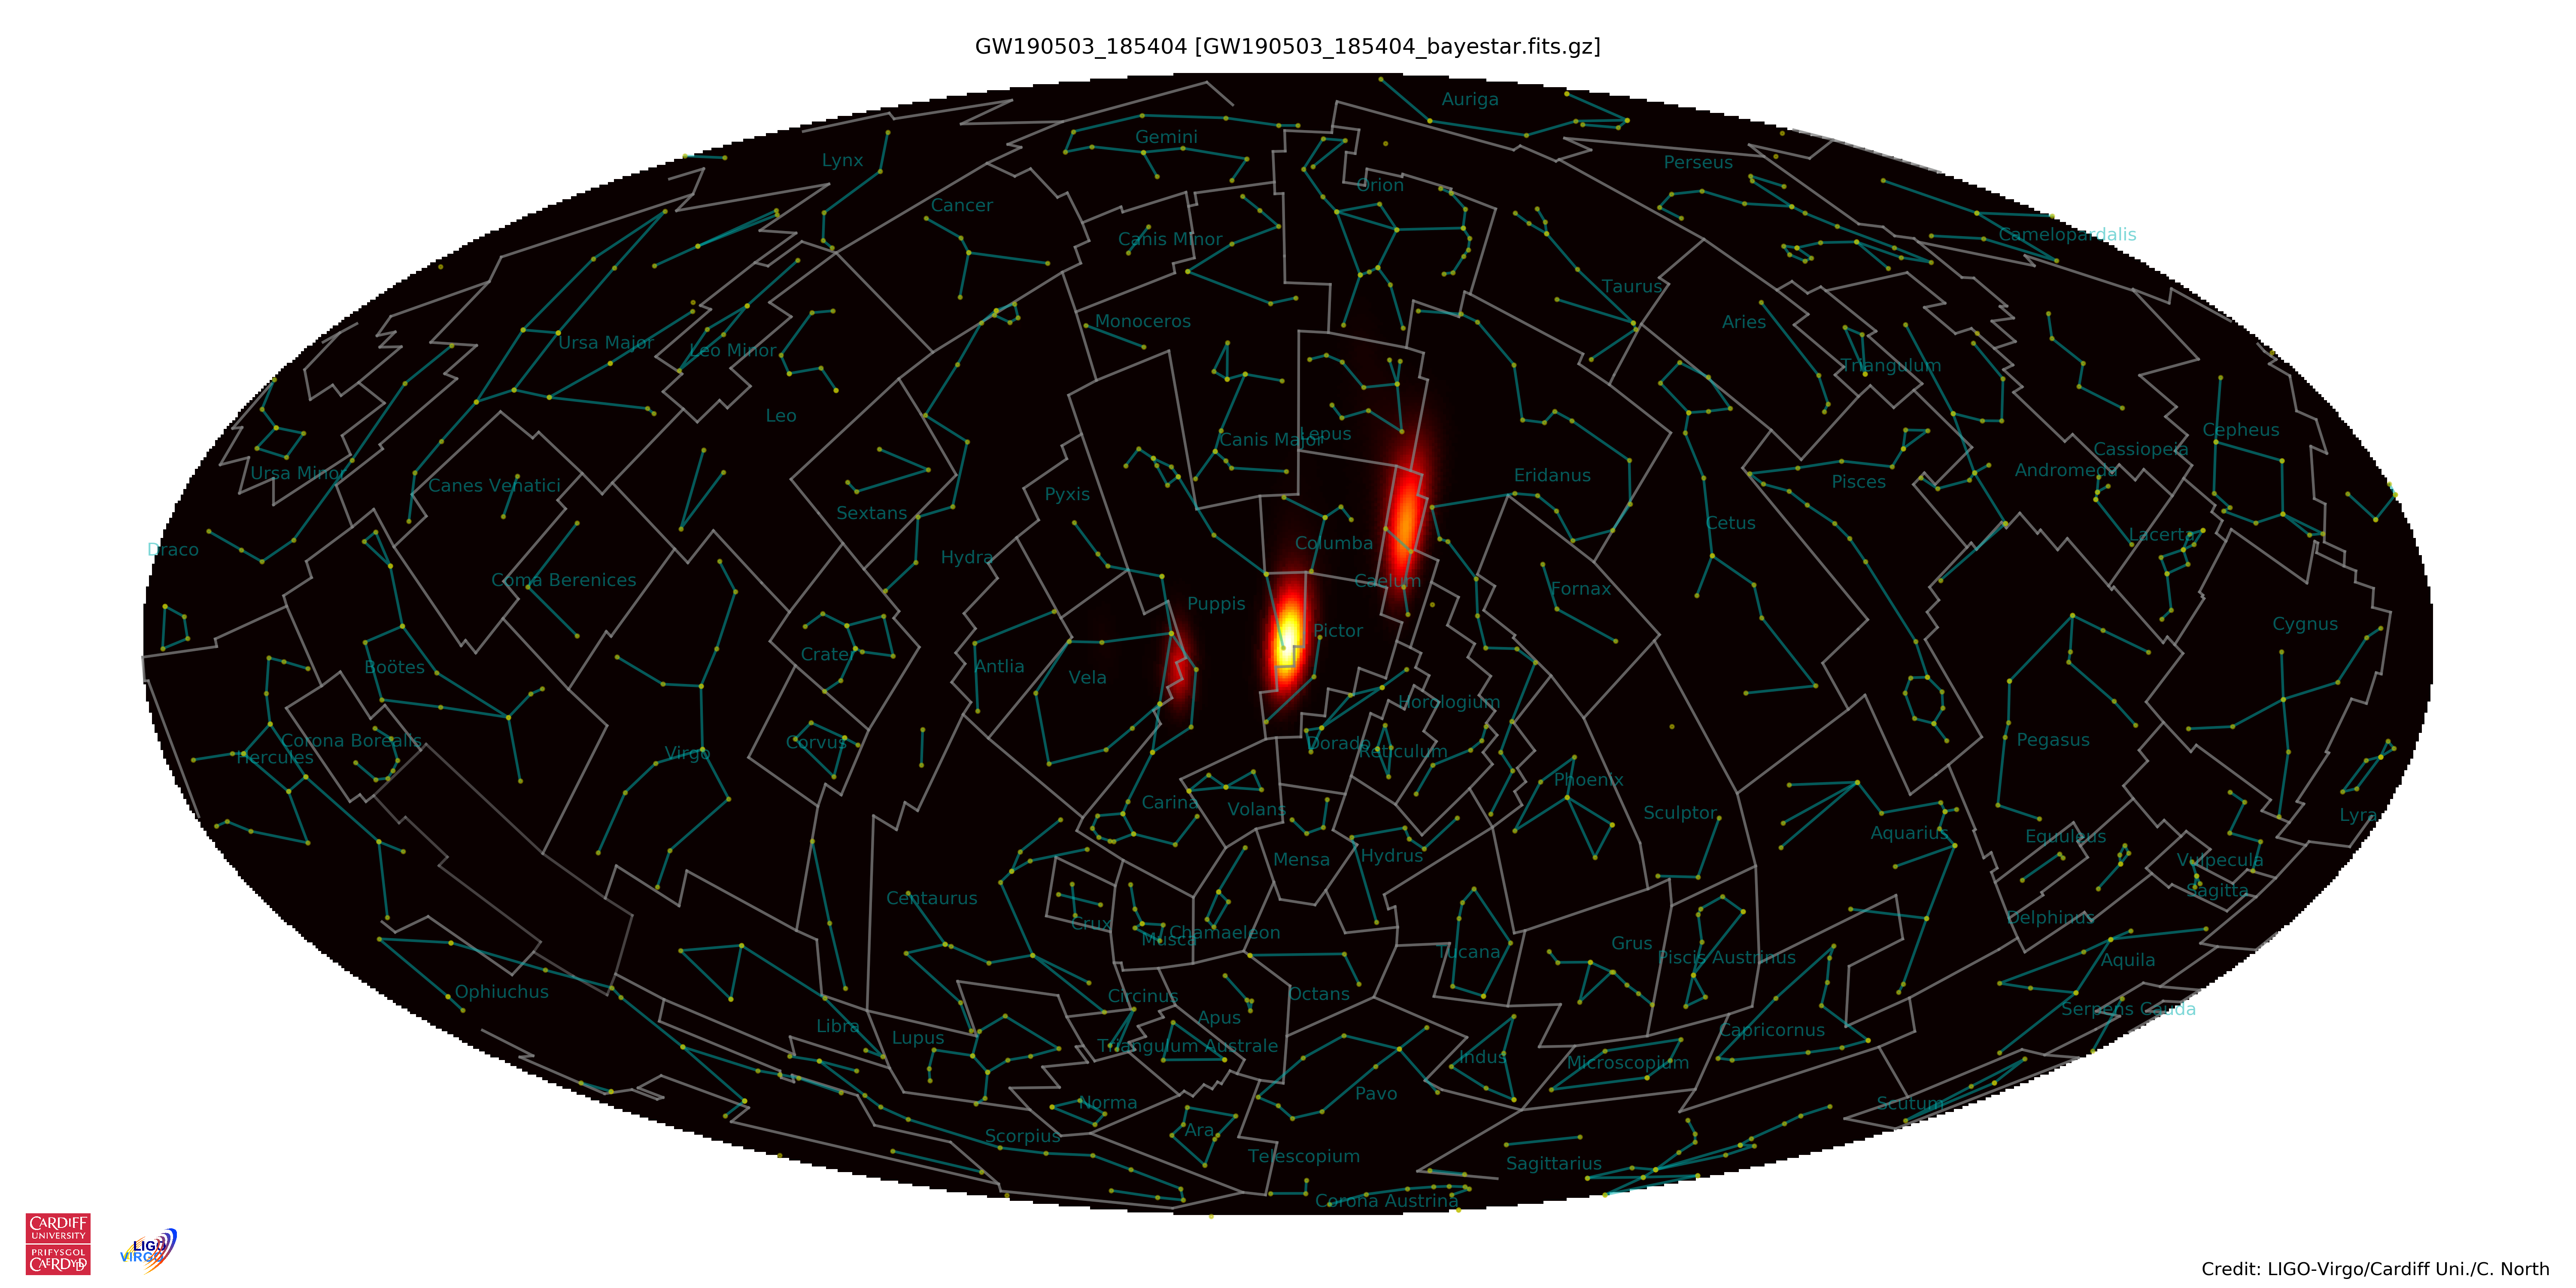 GW190503_185404 [GW190503_185404_bayestar.fits.gz]
Auriga
Gemini
Lynx
Perseus
Orion
Cancer
Canis Minor
Camelopardalis
Taurus
Monoceros
Aries
Ursa Major
Leo Minor
Triangulum
Leo
Canis Major
Lepus
Cepheus
Cassiopeia
Ursa Minor
Andromeda
Eridanus
Pisces
Canes Venatici
Pyxis
Sextans
Cetus
Lacerta
Draco
Columba
Hydra
Coma Berenices
Caelum
Fornax
Puppis
Cygnus
Pictor
Crater
Boötes
Antlia
Vela
Horologium
Corona Borealis
Corvus
Dorado
Pegasus
Hercules
Virgo
Reticulum
Phoenix
Carina
Volans
Sculptor
Lyra
Aquarius
Equuleus
Mensa
Hydrus
Vulpecula
Sagitta
Centaurus
Delphinus
Crux
Chamaeleon
Musca
Grus
Tucana
Piscis Austrinus
Aquila
Ophiuchus
Circinus
Octans
Serpens Cauda
Apus
Libra
Capricornus
Lupus
Triangulum Australe
Indus
Microscopium
Pavo
Norma
Scutum
Ara
Scorpius
Telescopium
Sagittarius
Corona Austrina
CARDIFF
UNIVERSITY
PRIFYSGOL
CAERDYDD
LIGO
VIRGO
Credit: LIGO-Virgo/Cardiff Uni./C. North